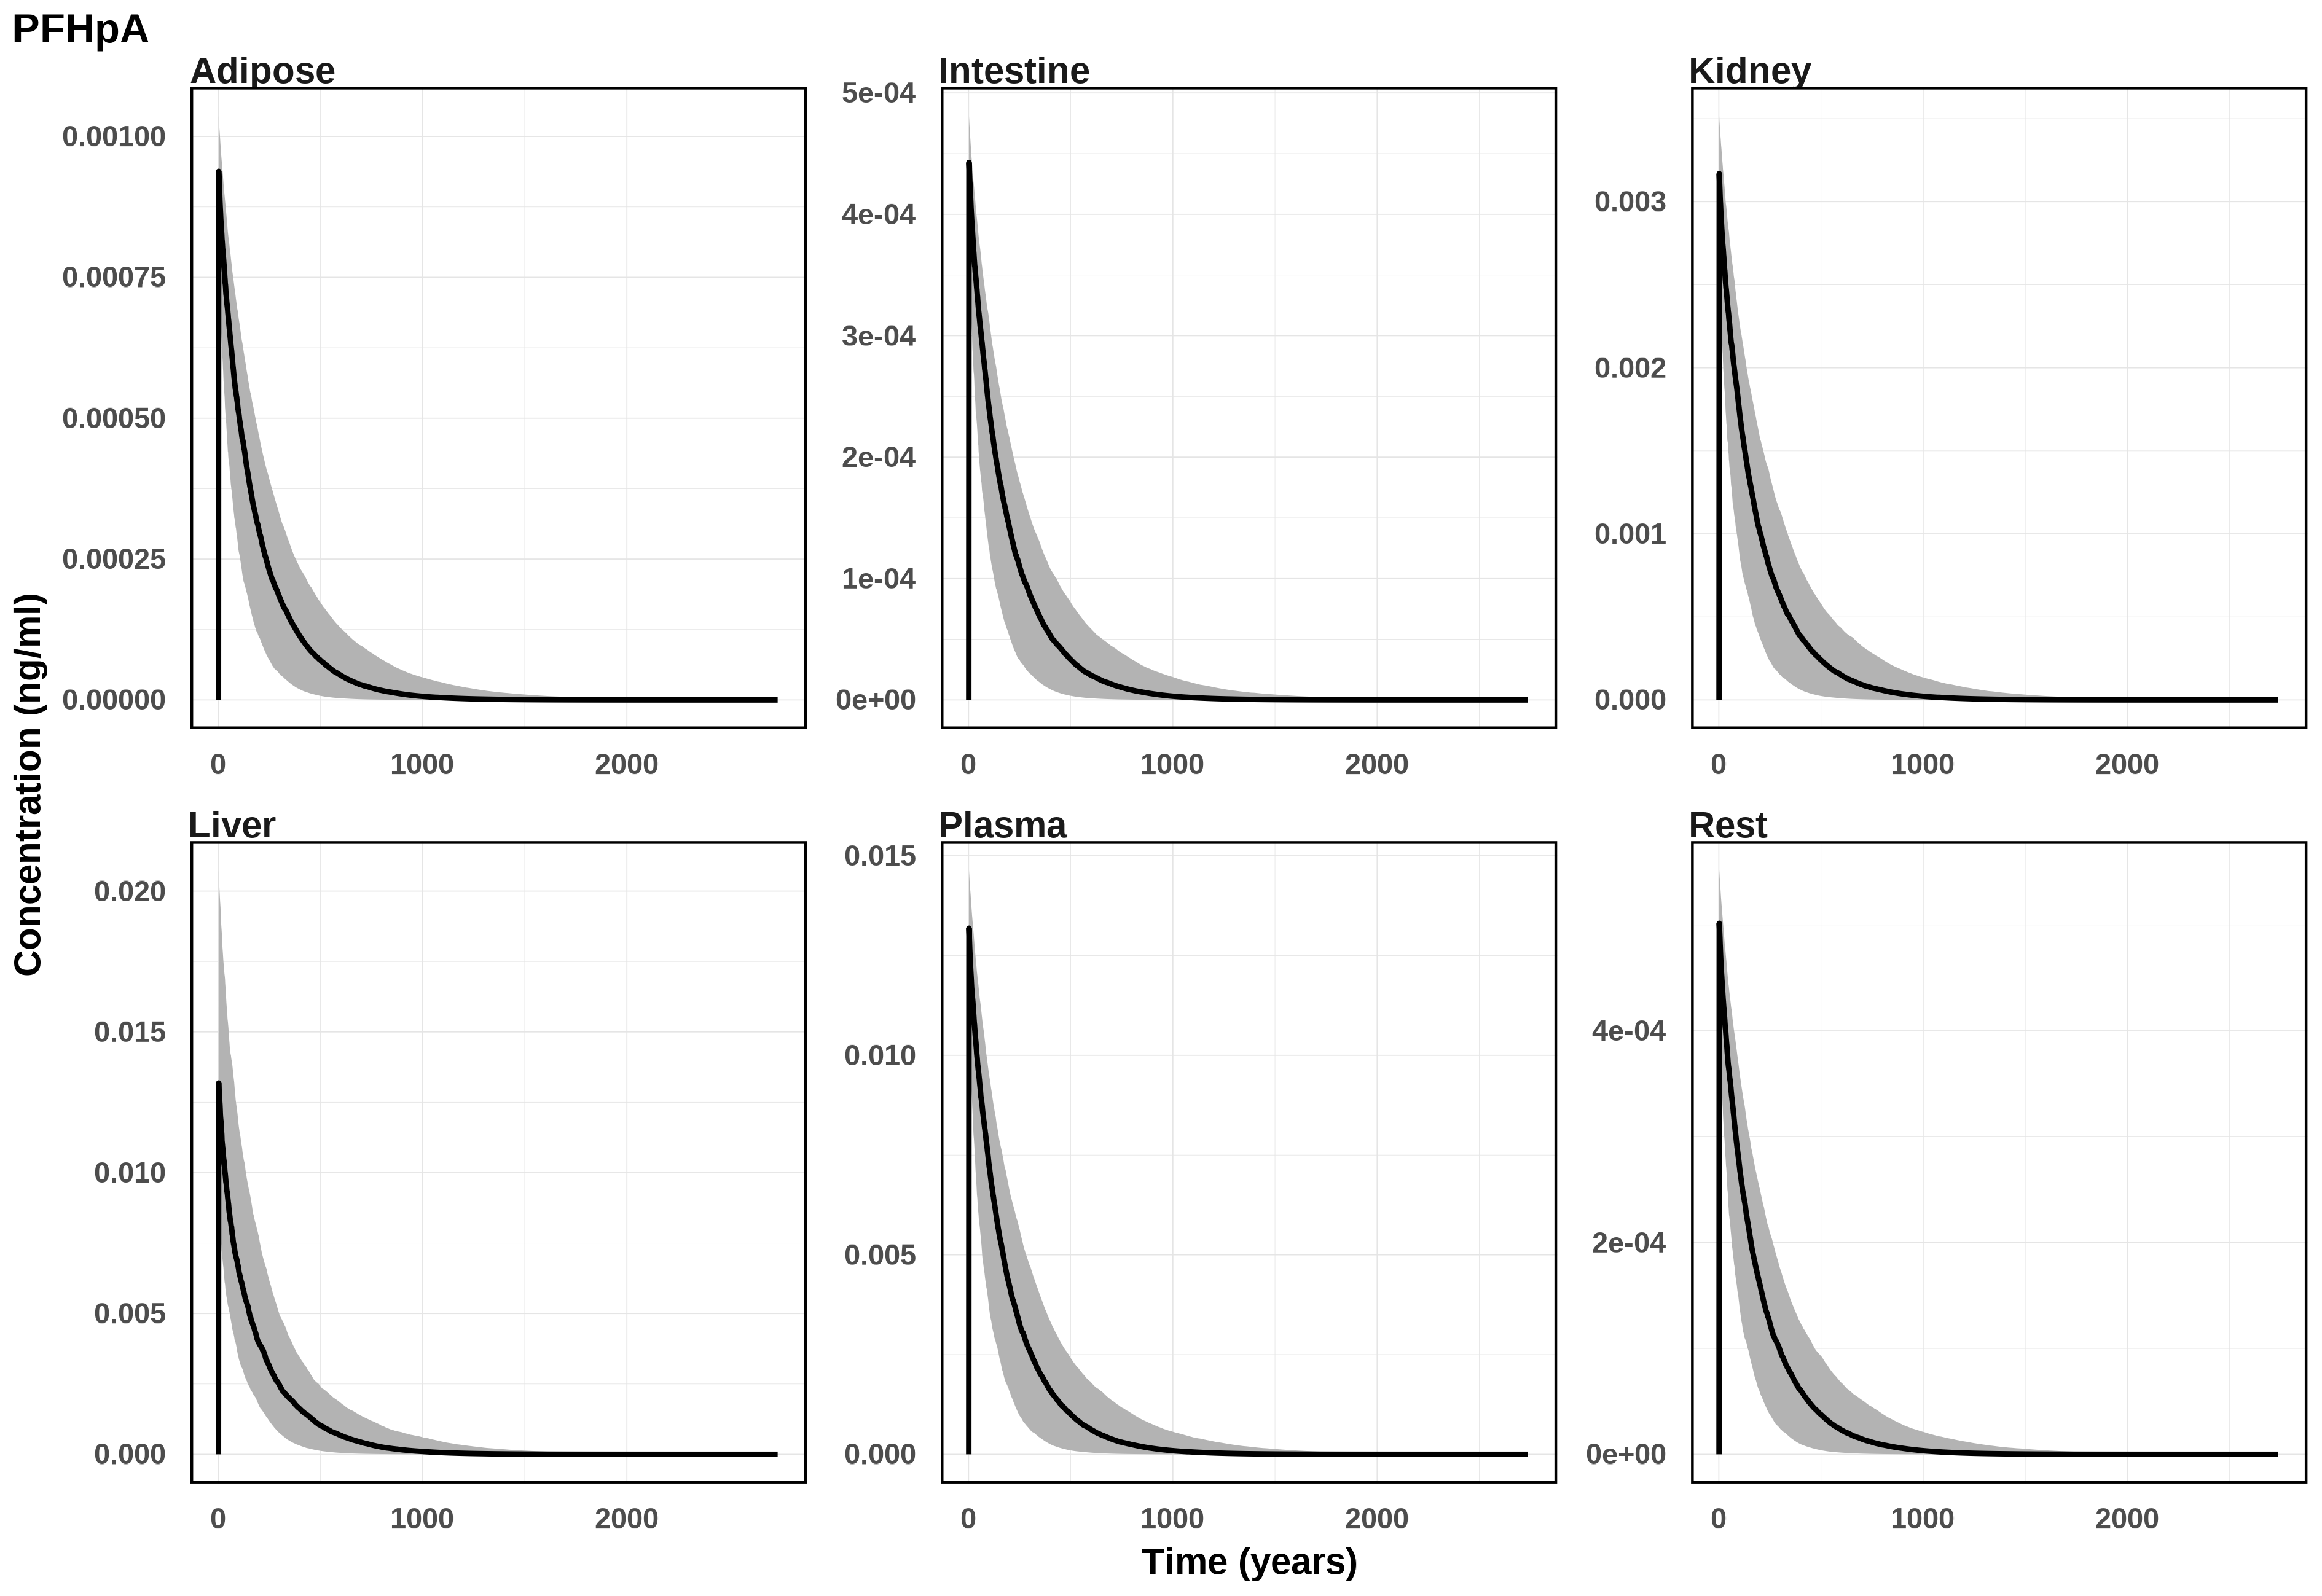 PFHpA
Adipose
0.00100
0.00075
0.00050
0.00025
0.00000
0 1000 2000
Intestine
5e-04
4e-04
3e-04
2e-04
1e-04
0e+00
0 1000 2000
Kidney
0.003
0.002
0.001
0.000
0 1000 2000
Concentration (ng/ml)
Liver
0.020
0.015
0.010
0.005
0.000
0 1000 2000
Plasma
0.015
0.010
0.005
0.000
0 1000 2000
Rest
4e-04
2e-04
0e+00
0 1000 2000
Time (years)